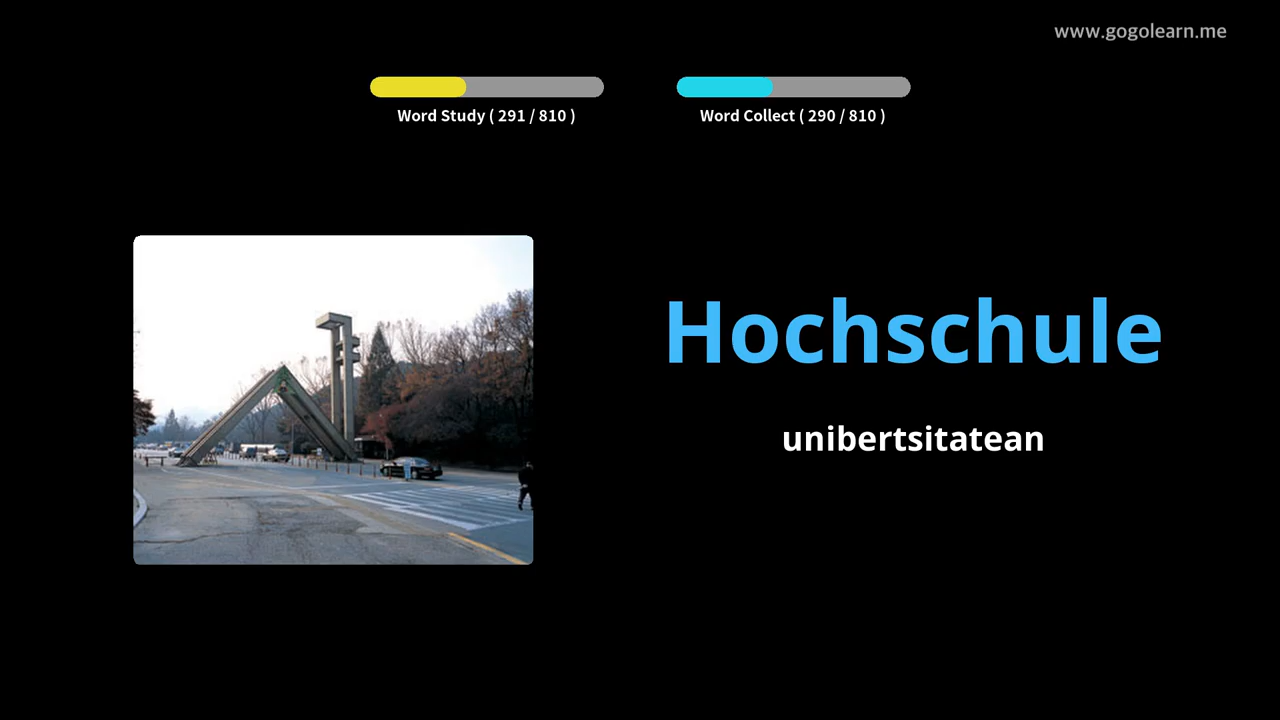 www.gogolearn.me
Word Study ( 291 / 810 )
Word Collect ( 290 / 810 )
Hochschule
unibertsitatean